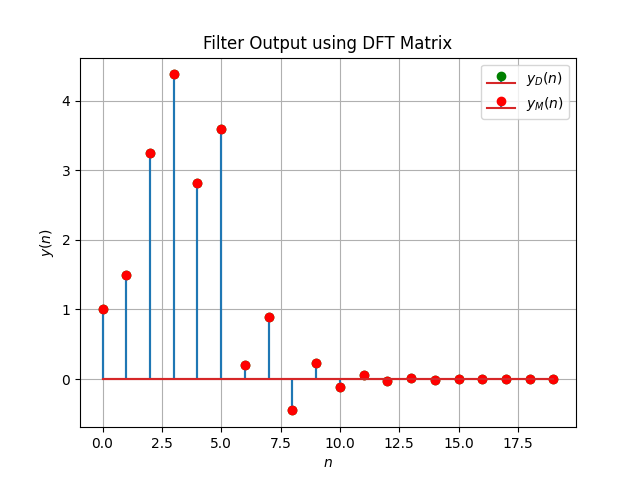 Filter Output using DFT Matrix
y_D(n)
y_M(n)
y(n)
4
3
2
1
0
0.0 2.5 5.0 7.5 10.0 12.5 15.0 17.5
n